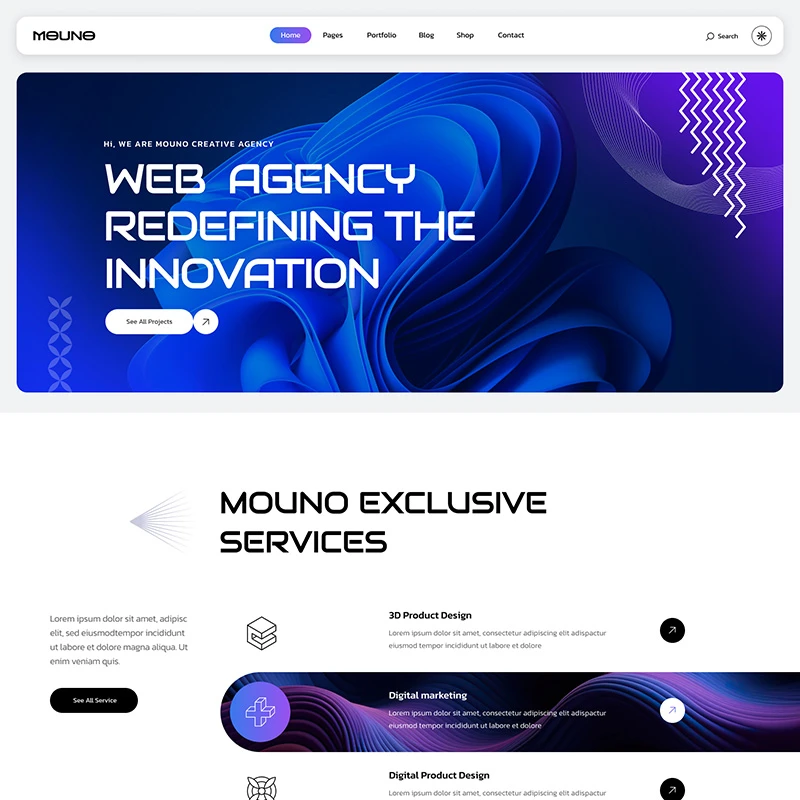 MOUNO
Home Pages Portfolio Blog Shop Contact
Search
HI, WE ARE MOUNO CREATIVE AGENCY
WEB AGENCY
REDEFINING THE
INNOVATION
See All Projects
MOUNO EXCLUSIVE
SERVICES
Lorem ipsum dolor sit amet, adipisc
elit, sed eiusmodtempor incididunt
ut labore et dolore magna aliqua. Ut
enim veniam quis.
See All Service
3D Product Design
Lorem ipsum dolor sit amet, consectetur adipiscing elit adipiscing
eiusmod tempor incididunt ut labore et dolore
Digital marketing
Lorem ipsum dolor sit amet, consectetur adipiscing elit adipiscing
eiusmod tempor incididunt ut labore et dolore
Digital Product Design
Lorem ipsum dolor sit amet, consectetur adipiscing elit adipiscing